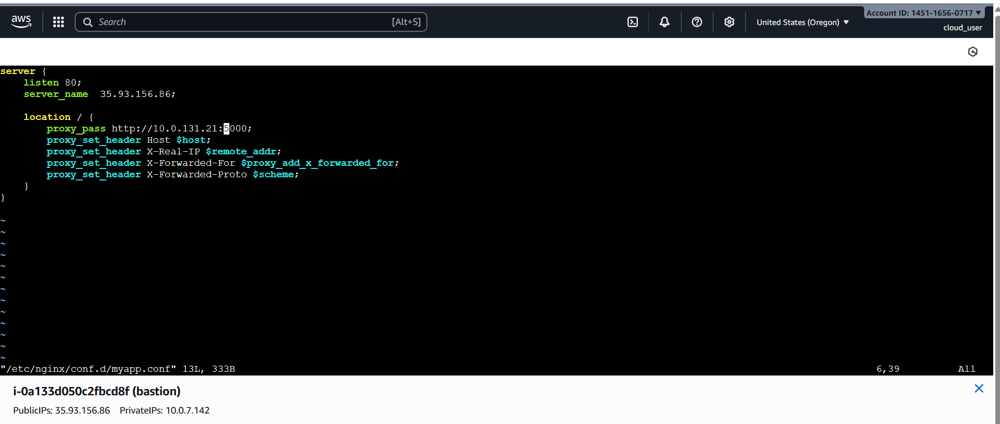 Account ID: 1451-1656-0717
aws
Search [Alt+S]
United States (Oregon)
cloud_user
server {
    listen 80;
    server_name  35.93.156.86;

    location / {
        proxy_pass http://10.0.131.21:5000;
        proxy_set_header Host $host;
        proxy_set_header X-Real-IP $remote_addr;
        proxy_set_header X-Forwarded-For $proxy_add_x_forwarded_for;
        proxy_set_header X-Forwarded-Proto $scheme;
    }
}

~
~
~
~
~
~
~
~
~
~
~
~
~
"/etc/nginx/conf.d/myapp.conf" 13L, 333B 6,39 All
i-0a133d050c2fbcd8f (bastion)
PublicIPs: 35.93.156.86 PrivateIPs: 10.0.7.142